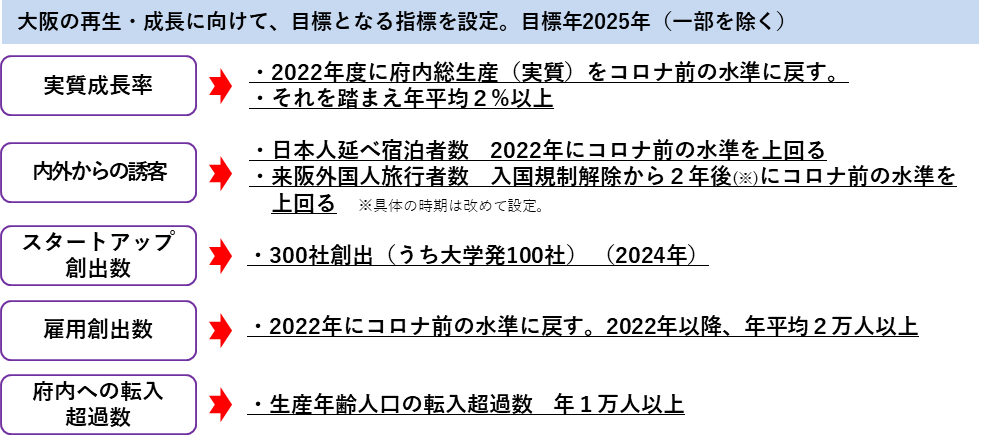 大阪の再生・成長に向けて、目標となる指標を設定。目標年2025年（一部を除く）
実質成長率
・2022年度に府内総生産（実質）をコロナ前の水準に戻す。
・それを踏まえ年平均２%以上
内外からの誘客
・日本人延べ宿泊者数　2022年にコロナ前の水準を上回る
・来阪外国人旅行者数　入国規制解除から２年後(※)にコロナ前の水準を
上回る　※具体の時期は改めて設定。
スタートアップ
創出数
・300社創出（うち大学発100社）（2024年）
雇用創出数
・2022年にコロナ前の水準に戻す。2022年以降、年平均２万人以上
府内への転入
超過数
・生産年齢人口の転入超過数　年１万人以上